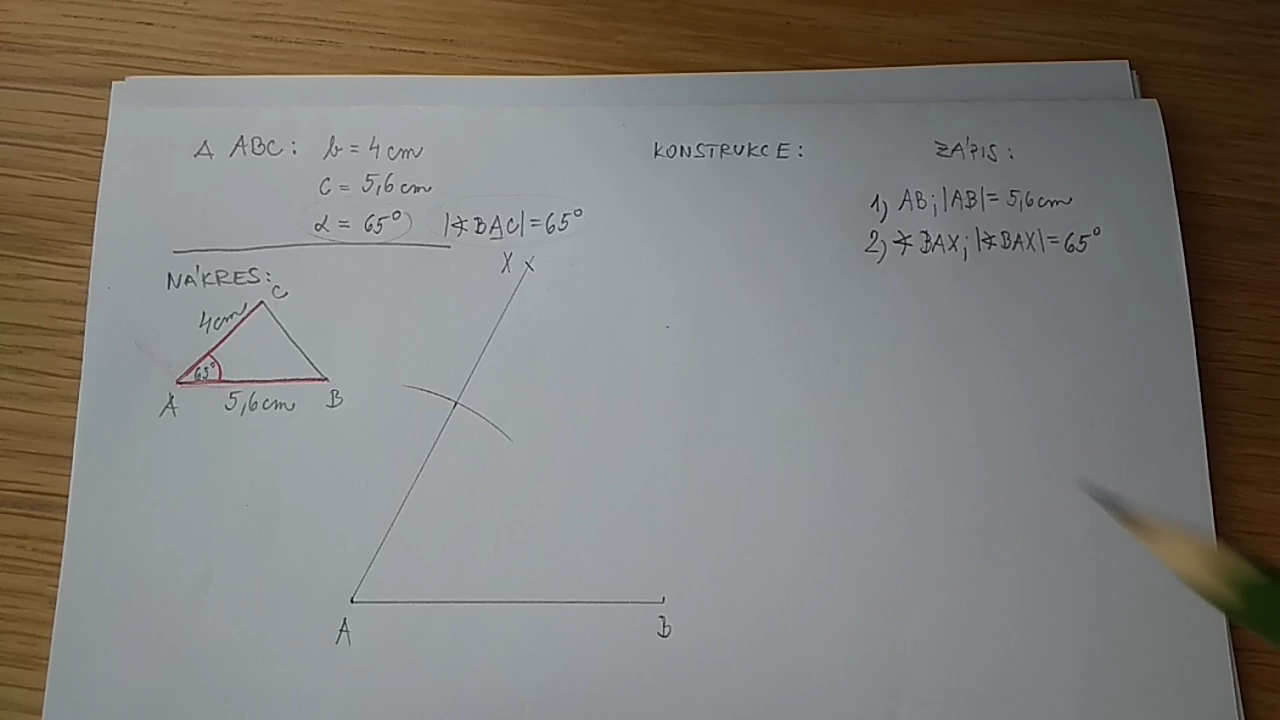 Δ ABC: b = 4 cm
c = 5,6 cm
α = 65° |∢BAC| = 65°
NÁKRES:
C
4 cm
65°
A 5,6 cm B
X
A B
KONSTRUKCE:
ZÁPIS:
1) AB; |AB| = 5,6 cm
2) ∢ BAX; |∢BAX| = 65°